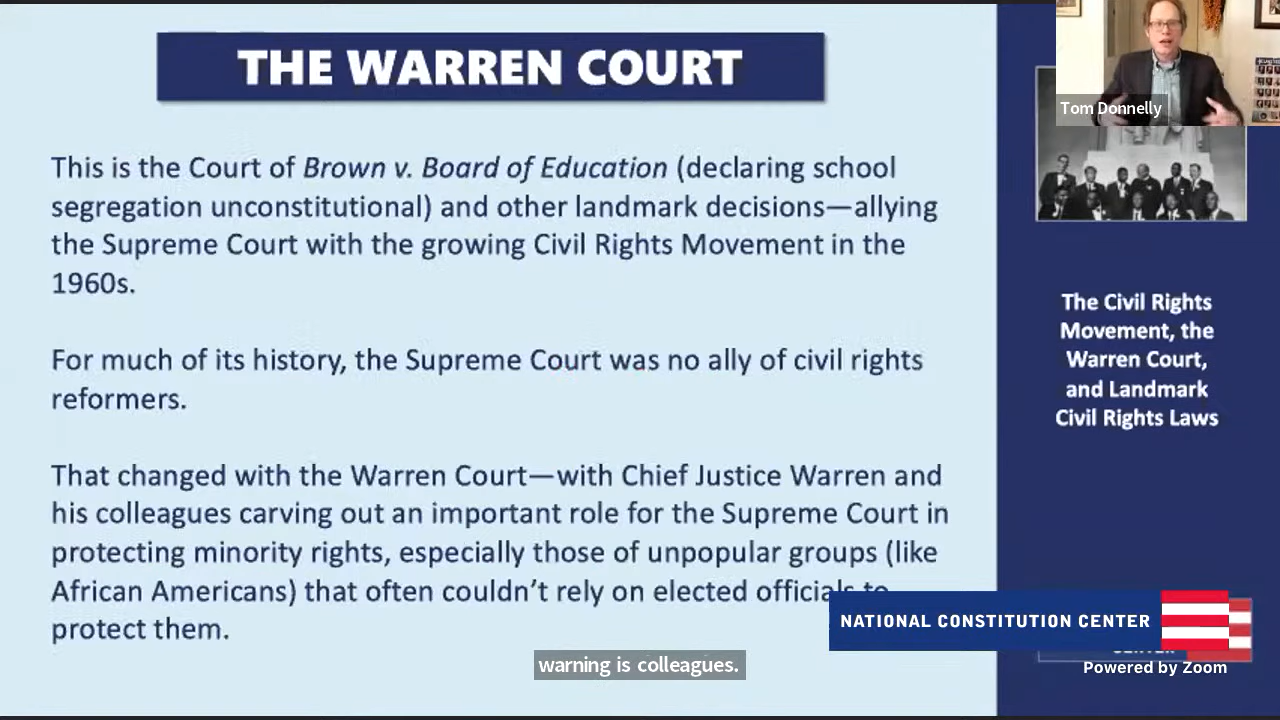 THE WARREN COURT
This is the Court of Brown v. Board of Education (declaring school
segregation unconstitutional) and other landmark decisions—allying
the Supreme Court with the growing Civil Rights Movement in the
1960s.
For much of its history, the Supreme Court was no ally of civil rights
reformers.
That changed with the Warren Court—with Chief Justice Warren and
his colleagues carving out an important role for the Supreme Court in
protecting minority rights, especially those of unpopular groups (like
African Americans) that often couldn't rely on elected officials to
protect them.
Tom Donnelly
The Civil Rights
Movement, the
Warren Court,
and Landmark
Civil Rights Laws
NATIONAL CONSTITUTION CENTER
Powered by Zoom
warning is colleagues.